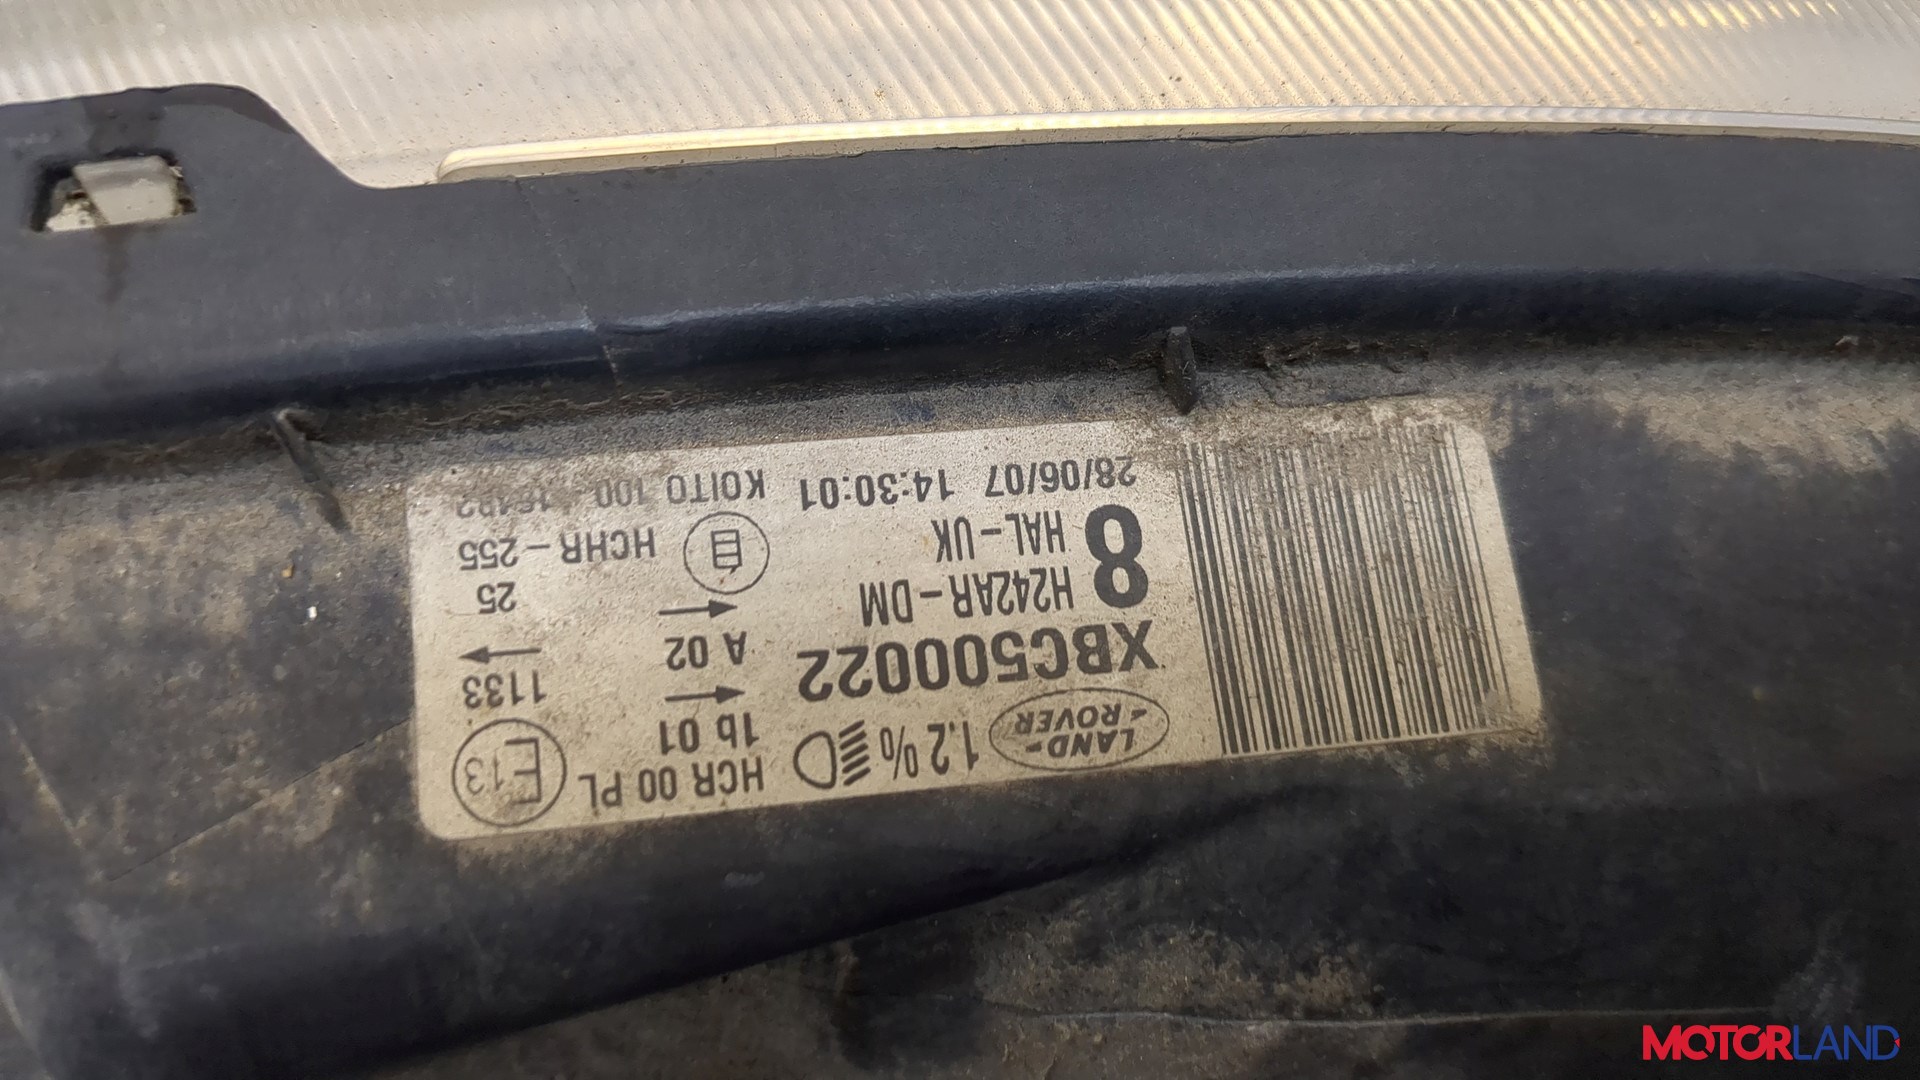 LAND-
ROVER
1.2%
HCR 00 PL
E13
1b 01
←
1133
→
XBC500022
A 02
←
H242AR-DM
25
8
HAL-UK
HCHR-255
28/06/07 14:30:01 KOITO 100
MOTORLAND